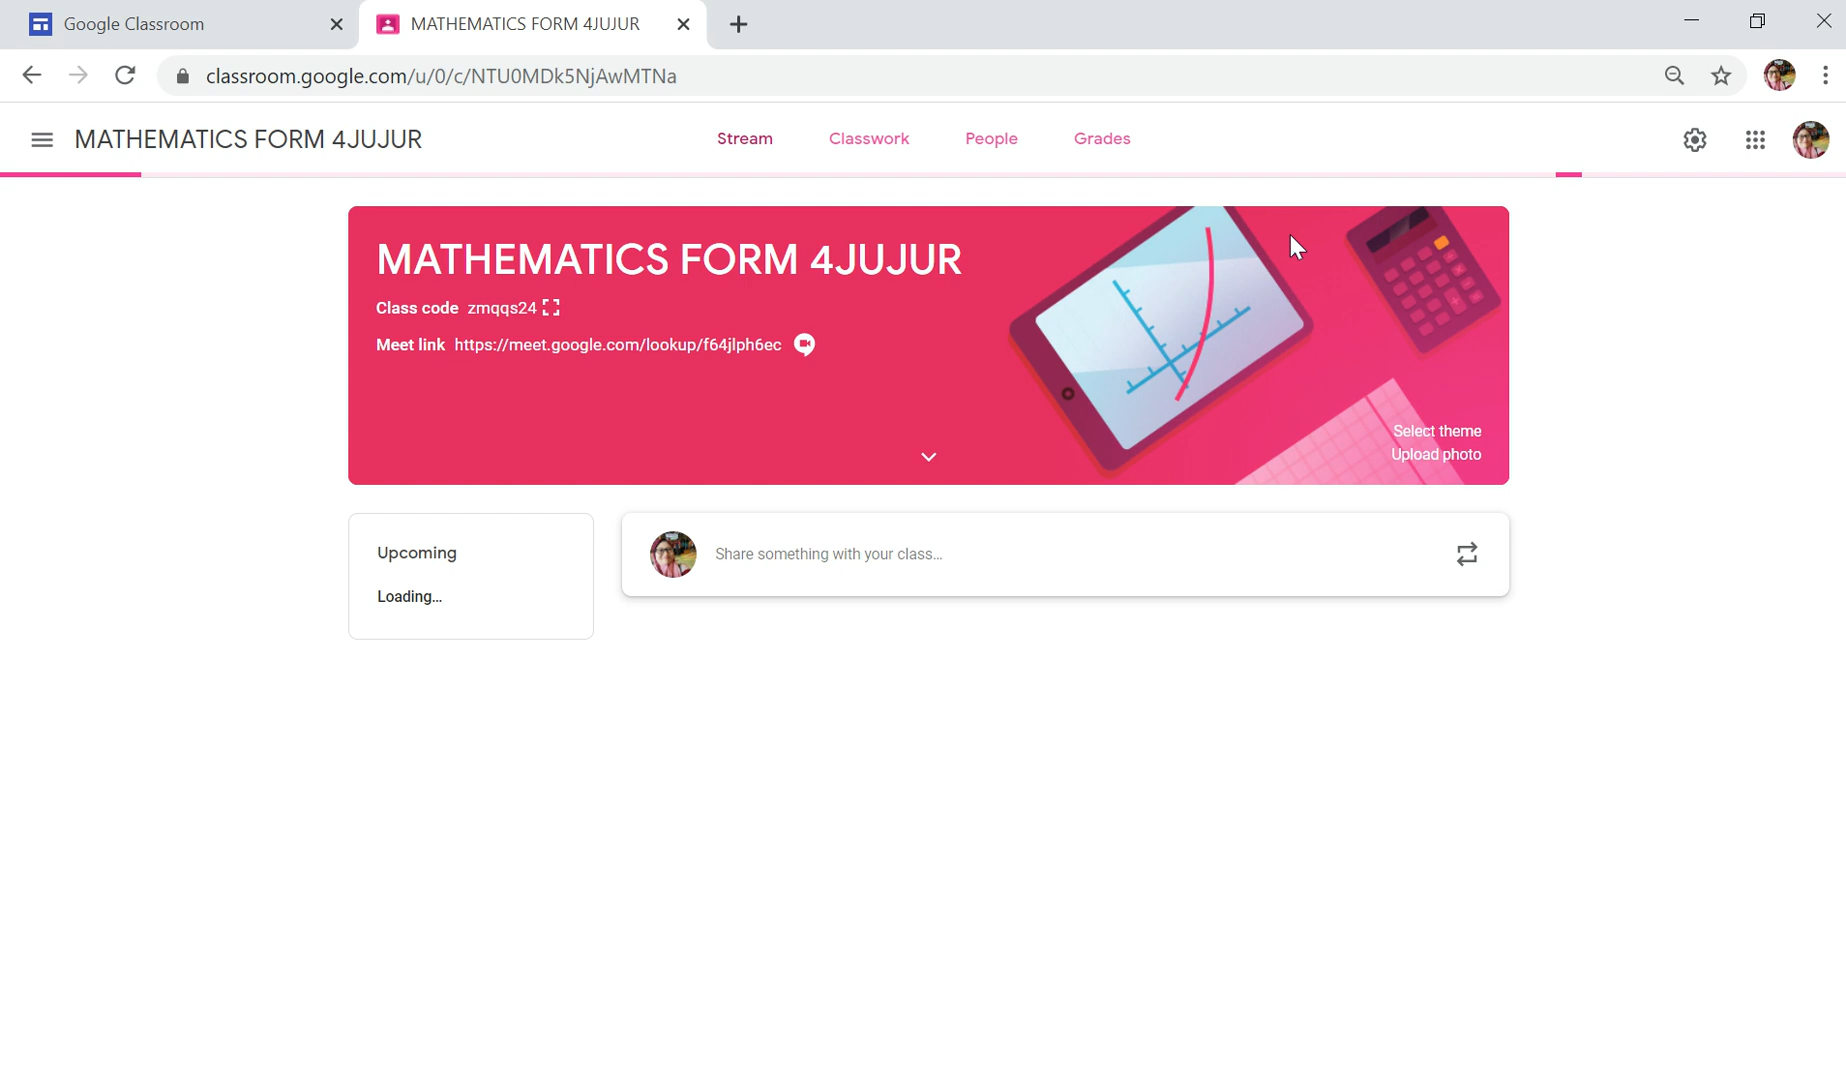 Google Classroom
MATHEMATICS FORM 4JUJUR
classroom.google.com/u/0/c/NTU0MDk5NjAwMTNa
MATHEMATICS FORM 4JUJUR
Stream
Classwork
People
Grades
MATHEMATICS FORM 4JUJUR
Class code zmqqs24
Meet link https://meet.google.com/lookup/f64jlph6ec
Select theme
Upload photo
Upcoming
Loading...
Share something with your class...